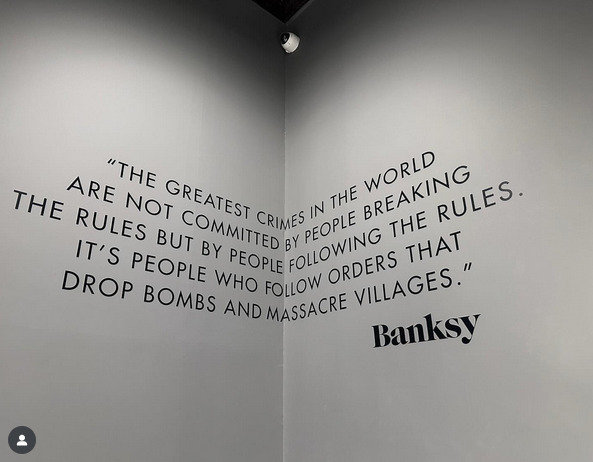 “THE GREATEST CRIMES IN THE WORLD
ARE NOT COMMITTED BY PEOPLE BREAKING
THE RULES BUT BY PEOPLE FOLLOWING THE RULES.
IT’S PEOPLE WHO FOLLOW ORDERS THAT
DROP BOMBS AND MASSACRE VILLAGES.”
Banksy